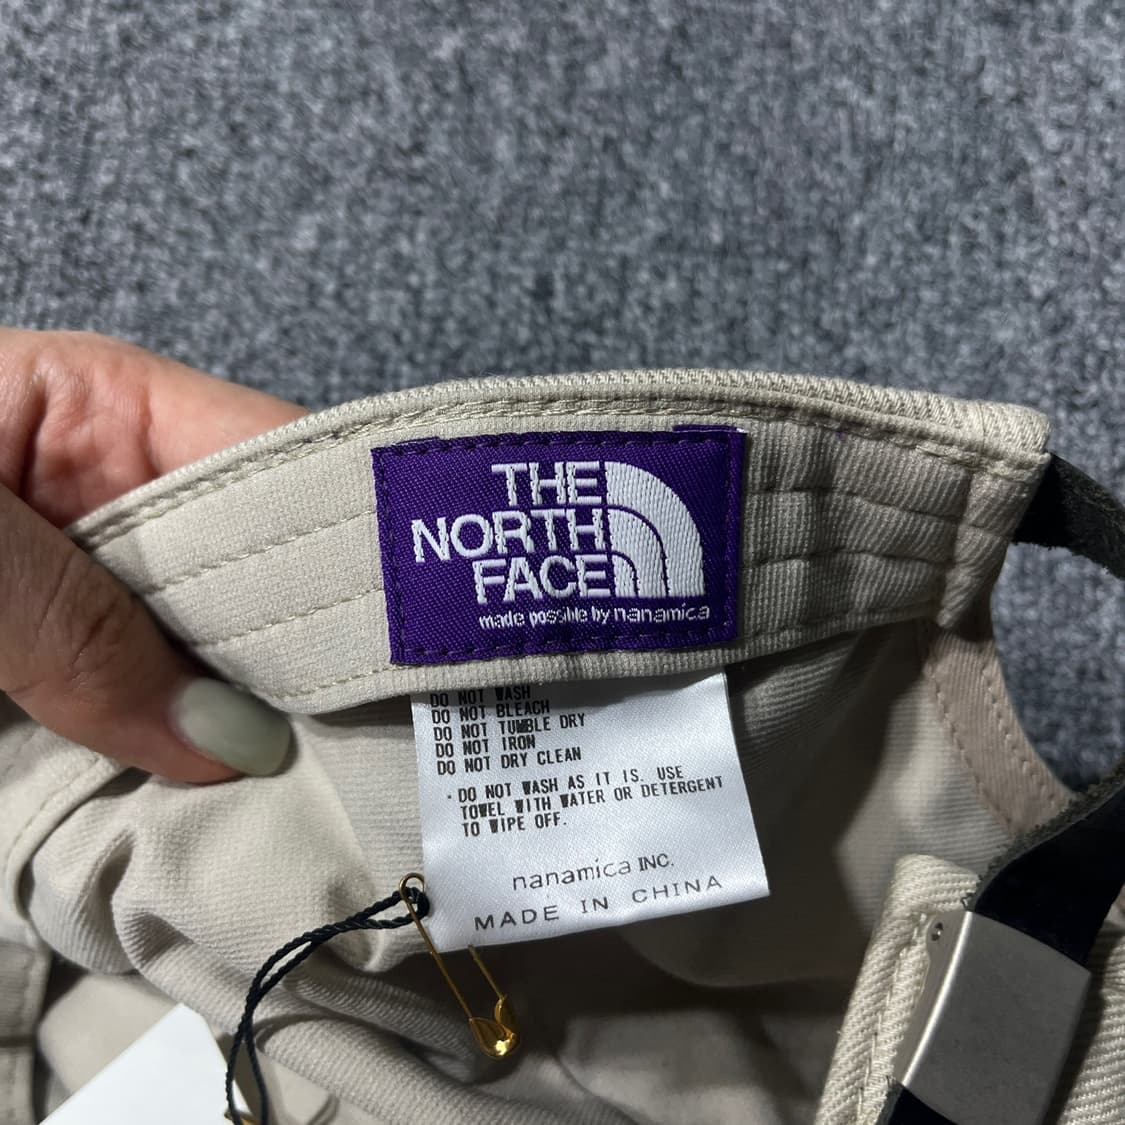 THE
NORTH
FACE
made possible by nanamica
DO NOT WASH
DO NOT BLEACH
DO NOT TUMBLE DRY
DO NOT IRON
DO NOT DRY CLEAN
・DO NOT WASH AS IT IS. USE
TOWEL WITH WATER OR DETERGENT
TO WIPE OFF.
nanamica INC.
MADE IN CHINA